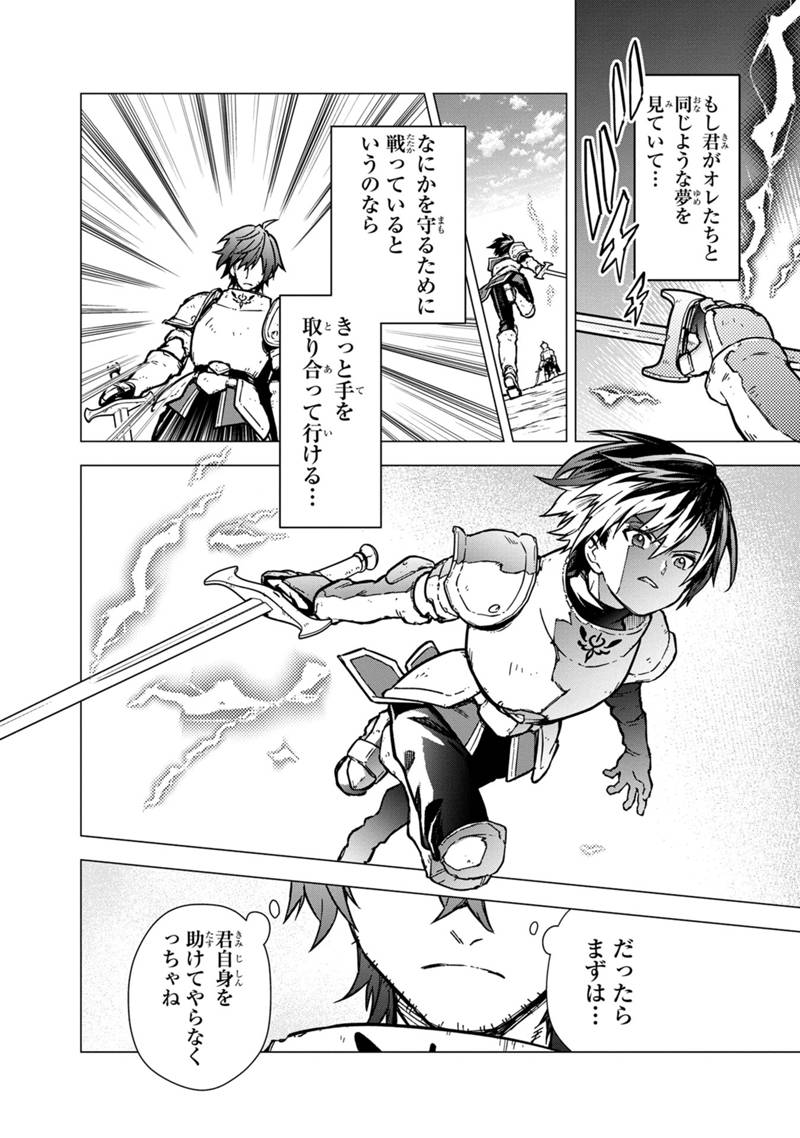 もし君がオレたちと
同じような夢を
見ていて…
なにかを守るために
戦っていると
いうのなら
きっと手を
取り合って行ける…
だったら
まずは…
君自身を
助けてやらなく
っちゃね